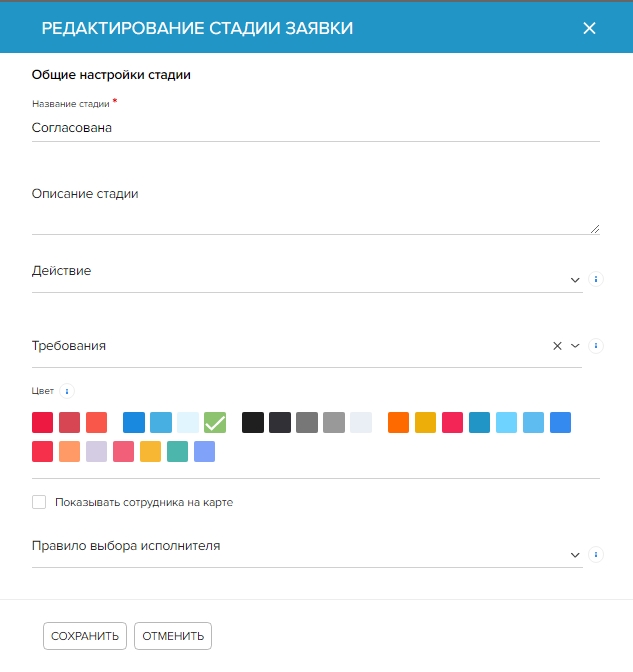 РЕДАКТИРОВАНИЕ СТАДИИ ЗАЯВКИ
Общие настройки стадии
Название стадии *
Согласована
Описание стадии
Действие
Требования
Цвет
Показывать сотрудника на карте
Правило выбора исполнителя
СОХРАНИТЬ ОТМЕНИТЬ